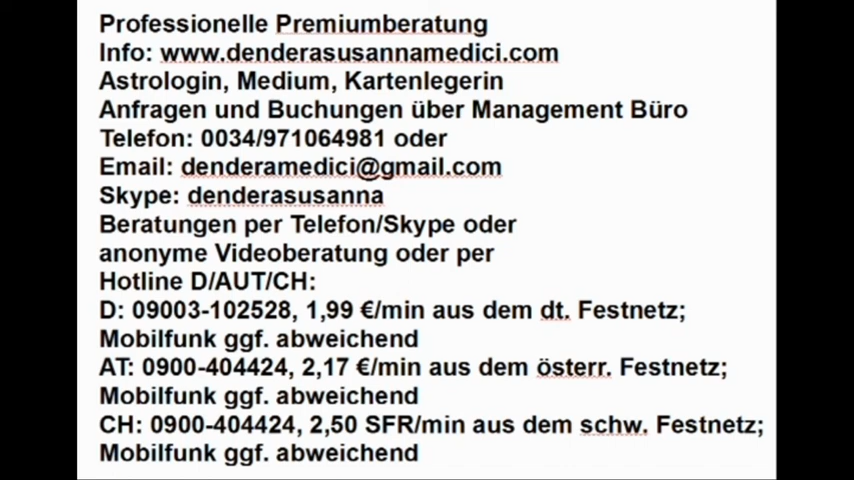 Professionelle Premiumberatung
Info: www.denderasusannamedici.com
Astrologin, Medium, Kartenlegerin
Anfragen und Buchungen über Management Büro
Telefon: 0034/971064981 oder
Email: denderamedici@gmail.com
Skype: denderasusanna
Beratungen per Telefon/Skype oder
anonyme Videoberatung oder per
Hotline D/AUT/CH:
D: 09003-102528, 1,99 €/min aus dem dt. Festnetz;
Mobilfunk ggf. abweichend
AT: 0900-404424, 2,17 €/min aus dem österr. Festnetz;
Mobilfunk ggf. abweichend
CH: 0900-404424, 2,50 SFR/min aus dem schw. Festnetz;
Mobilfunk ggf. abweichend